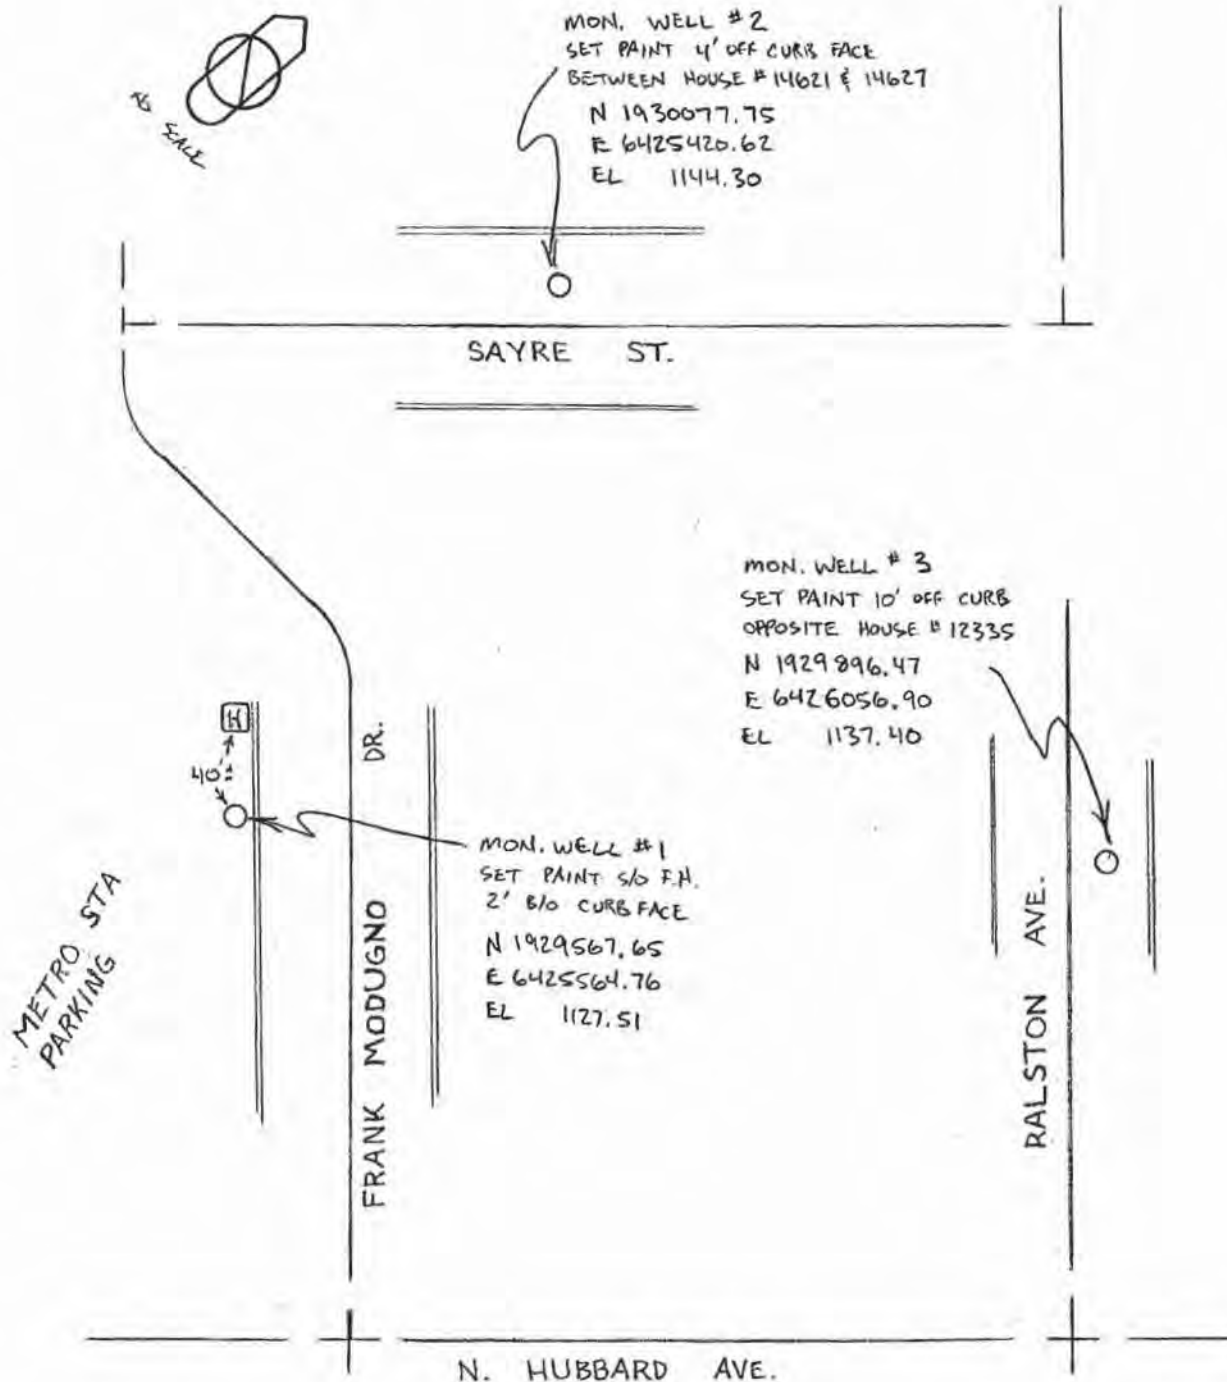 MON. WELL #2
SET PAINT 4' OFF CURB FACE
BETWEEN HOUSE # 14621 & 14627
N 1930077.75
E 6425420.62
EL 1144.30
SCALE
SAYRE ST.
MON. WELL # 3
SET PAINT 10' OFF CURB
OPPOSITE HOUSE # 12335
N 1929896.47
E 6426056.90
EL 1137.40
H
40'±
MON. WELL #1
SET PAINT S/O F.H.
2' B/O CURB FACE
N 1929567.65
E 6425564.76
EL 1127.51
METRO STA
PARKING
FRANK MODUGNO DR.
RALSTON AVE.
N. HUBBARD AVE.